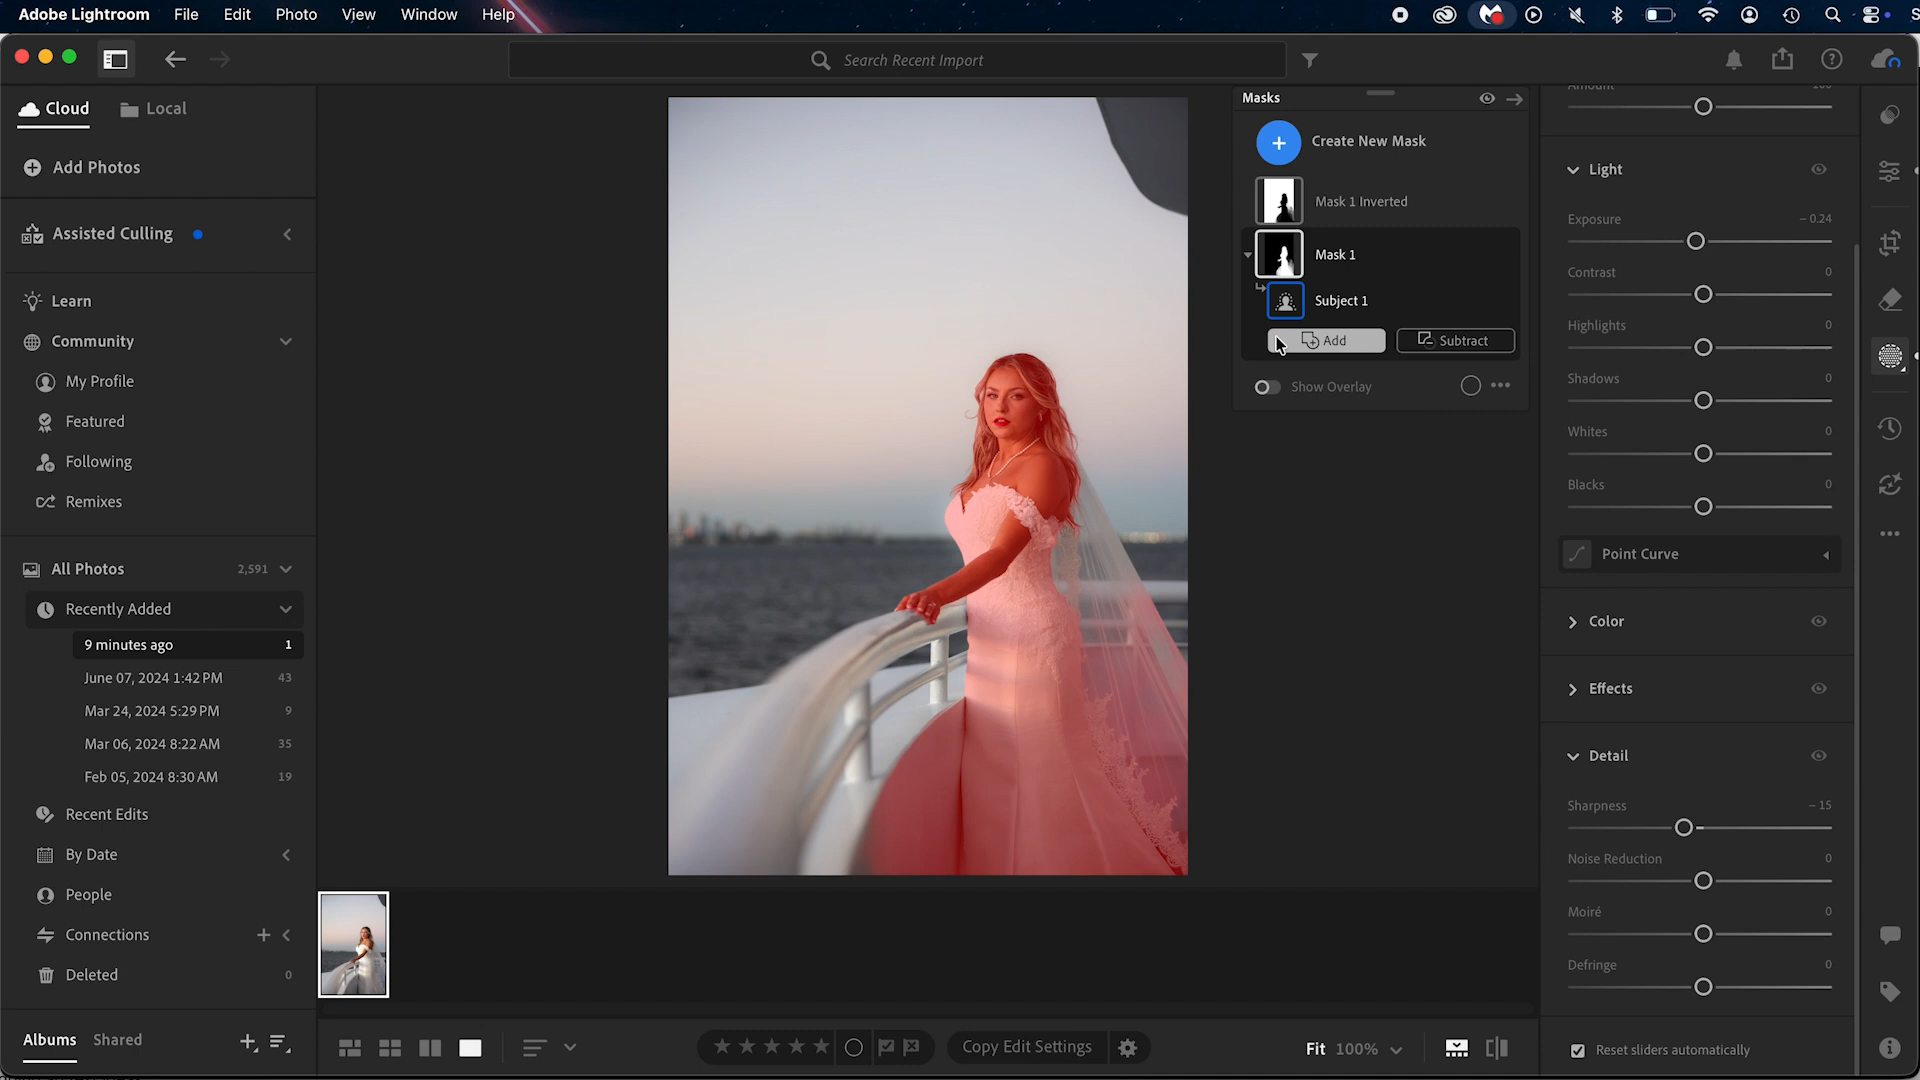 Adobe Lightroom File Edit Photo View Window Help
Search Recent Import
Cloud Local
Add Photos
Assisted Culling
Learn
Community
My Profile
Featured
Following
Remixes
All Photos 2,591
Recently Added
9 minutes ago 1
June 07, 2024 1:42 PM 43
Mar 24, 2024 5:29 PM 9
Mar 06, 2024 8:22 AM 35
Feb 05, 2024 8:30 AM 19
Recent Edits
By Date
People
Connections
Deleted 0
Albums Shared
Masks
Create New Mask
Mask 1 Inverted
Mask 1
Subject 1
Add Subtract
Show Overlay
Copy Edit Settings
Fit 100%
Amount
Light
Exposure – 0.24
Contrast 0
Highlights 0
Shadows 0
Whites 0
Blacks 0
Point Curve
Color
Effects
Detail
Sharpness – 15
Noise Reduction 0
Moiré 0
Defringe 0
Reset sliders automatically